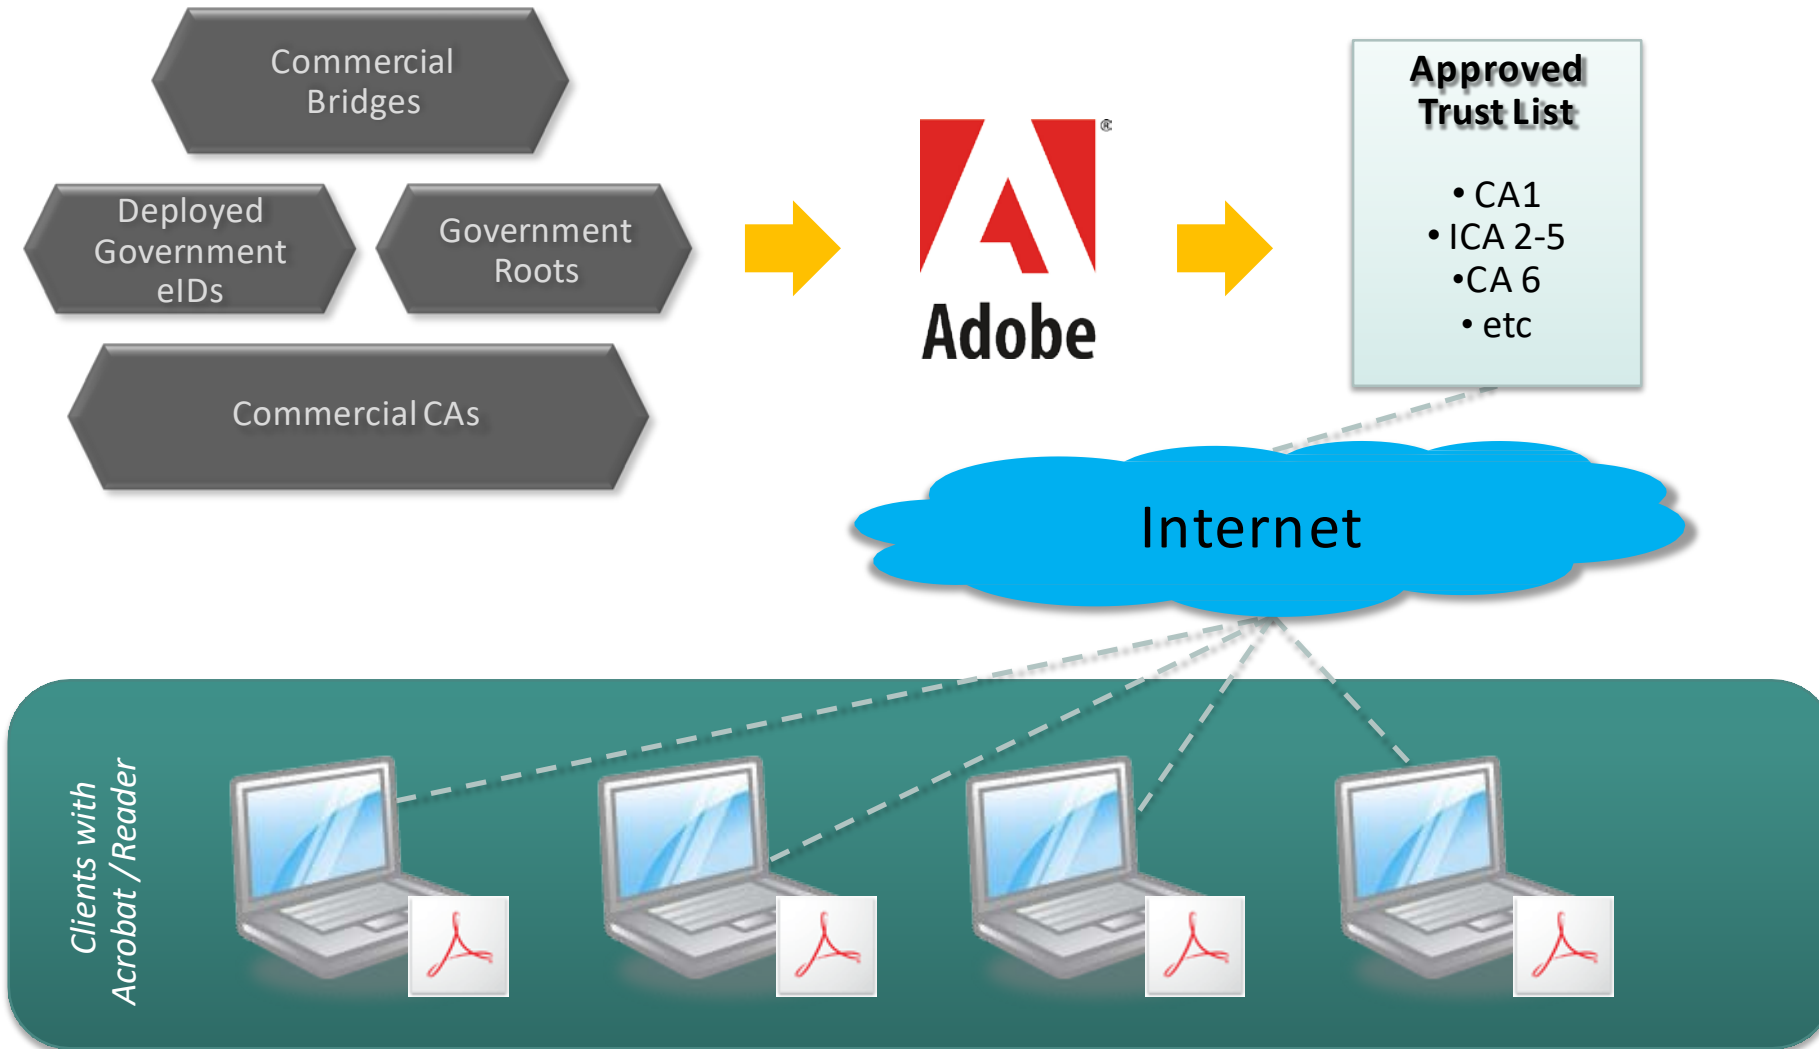 Commercial
Bridges
Deployed
Government
eIDs
Government
Roots
Commercial CAs
®
Adobe
Approved
Trust List
• CA1
• ICA 2-5
•CA 6
• etc
Internet
Clients with
Acrobat / Reader